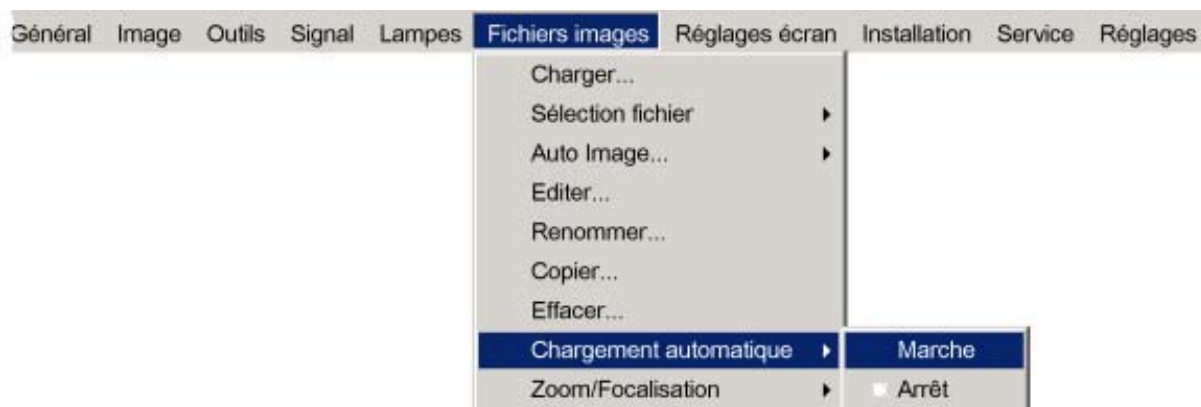 Général Image Outils Signal Lampes Fichiers images Réglages écran Installation Service Réglages
Charger...
Sélection fichier
Auto Image...
Editer...
Renommer...
Copier...
Effacer...
Chargement automatique Marche
Zoom/Focalisation Arrêt